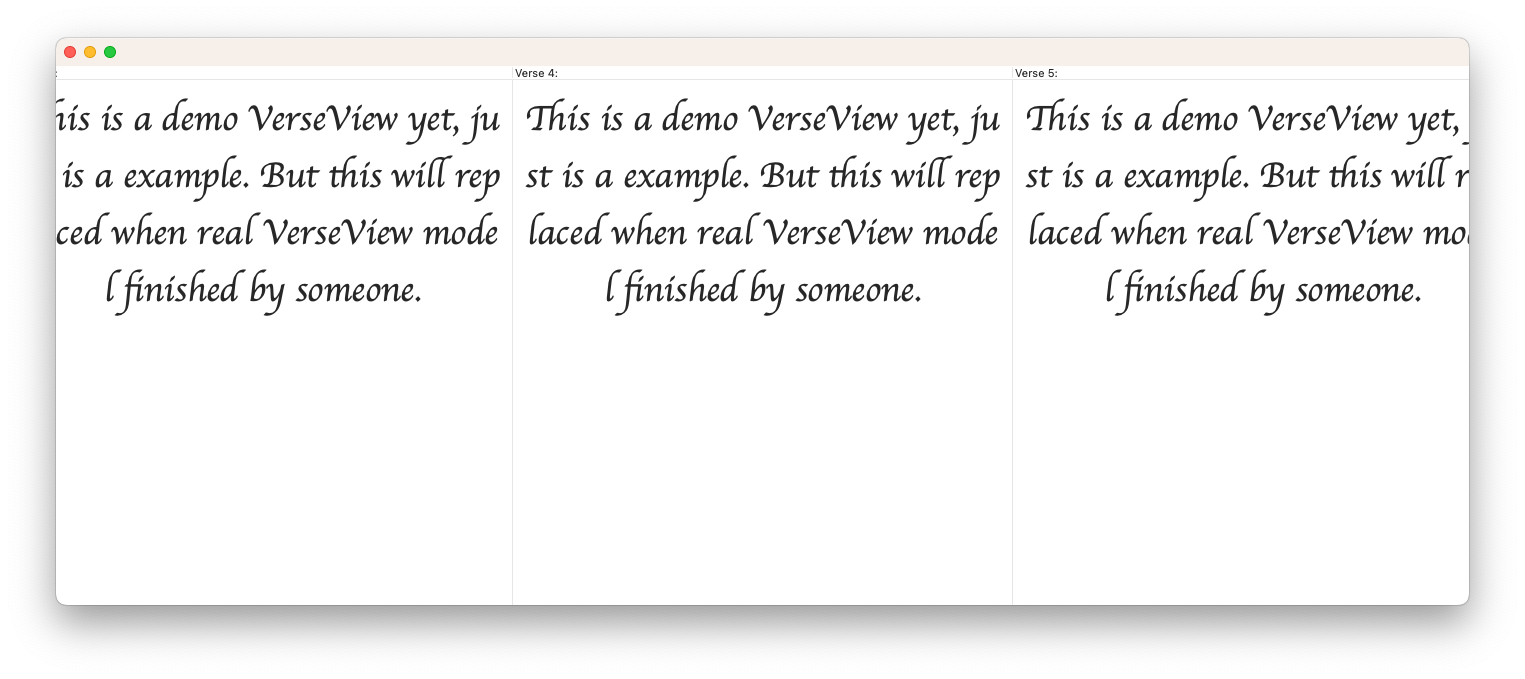 :
his is a demo VerseView yet, ju
is a example. But this will rep
ced when real VerseView mode
l finished by someone.
Verse 4:
This is a demo VerseView yet, ju
st is a example. But this will rep
laced when real VerseView mode
l finished by someone.
Verse 5:
This is a demo VerseView yet,
st is a example. But this will r
laced when real VerseView mo
l finished by someone.